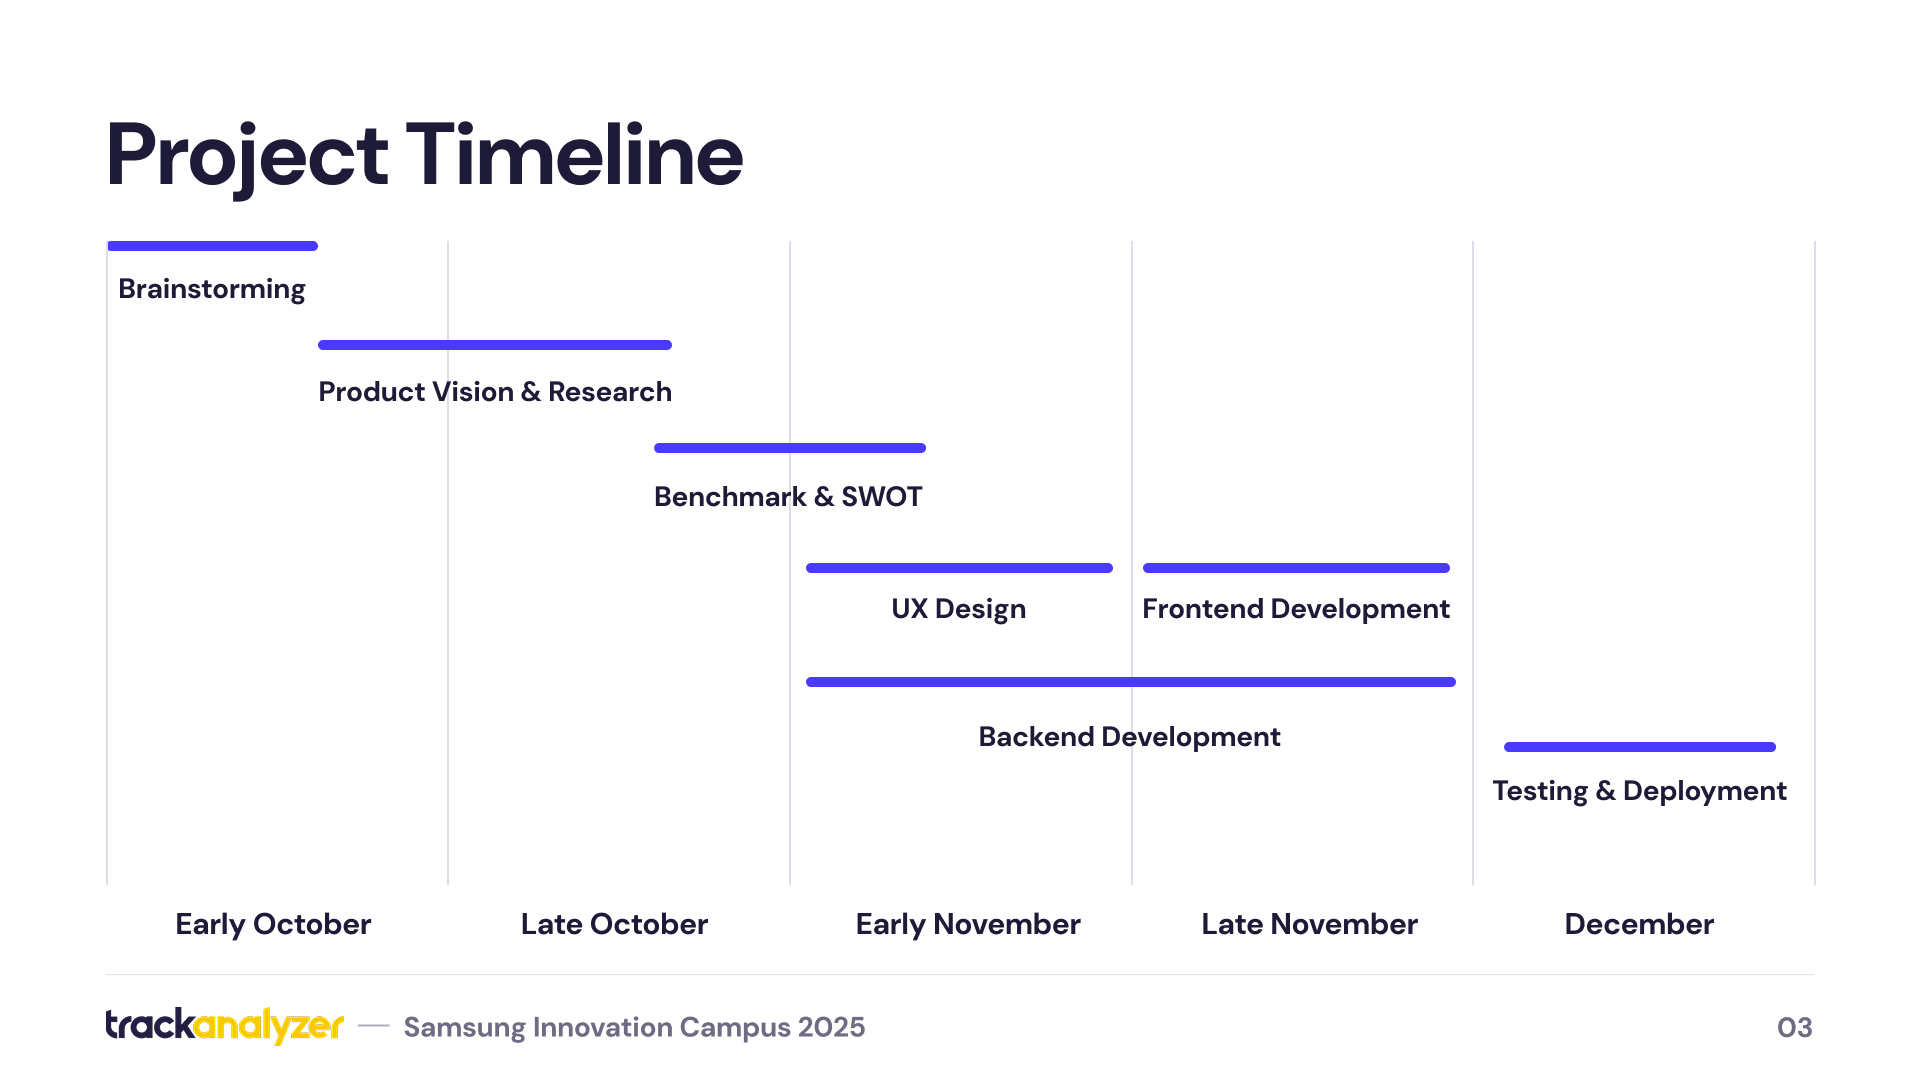 Project Timeline
Brainstorming
Product Vision & Research
Benchmark & SWOT
UX Design
Frontend Development
Backend Development
Testing & Deployment
Early October
Late October
Early November
Late November
December
trackanalyzer — Samsung Innovation Campus 2025
03